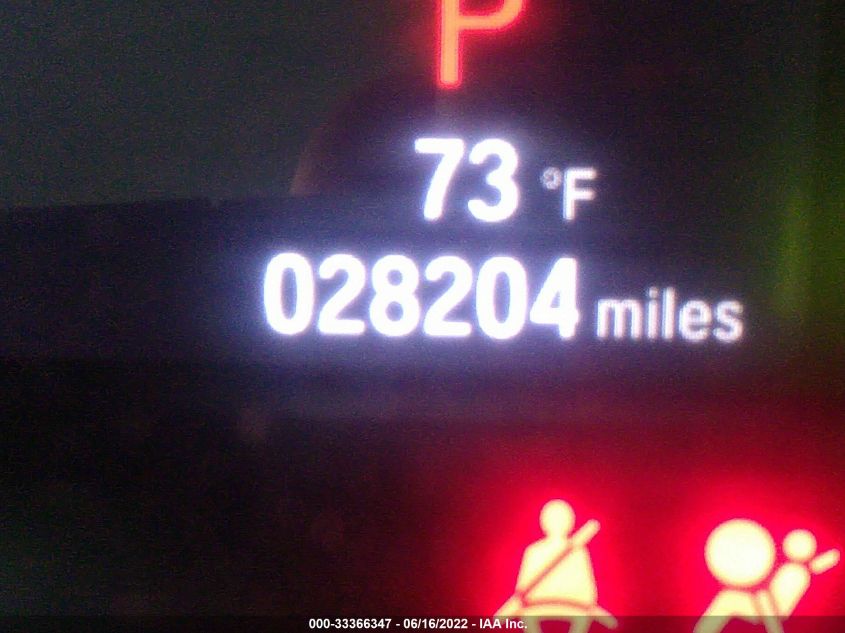 P
73 °F
028204 miles
000-33366347 - 06/16/2022 - IAA Inc.